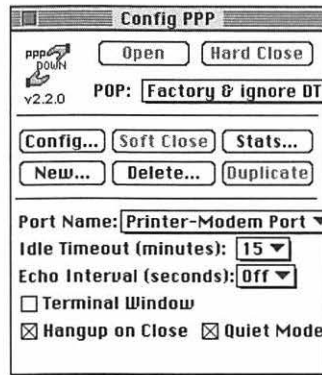 Config PPP
PPP
DOWN
v2.2.0
Open
Hard Close
POP:
Factory & ignore DT
Config...
Soft Close
Stats...
New...
Delete...
Duplicate
Port Name:
Printer-Modem Port
Idle Timeout (minutes):
15
Echo Interval (seconds):
Off
Terminal Window
Hangup on Close
Quiet Mode